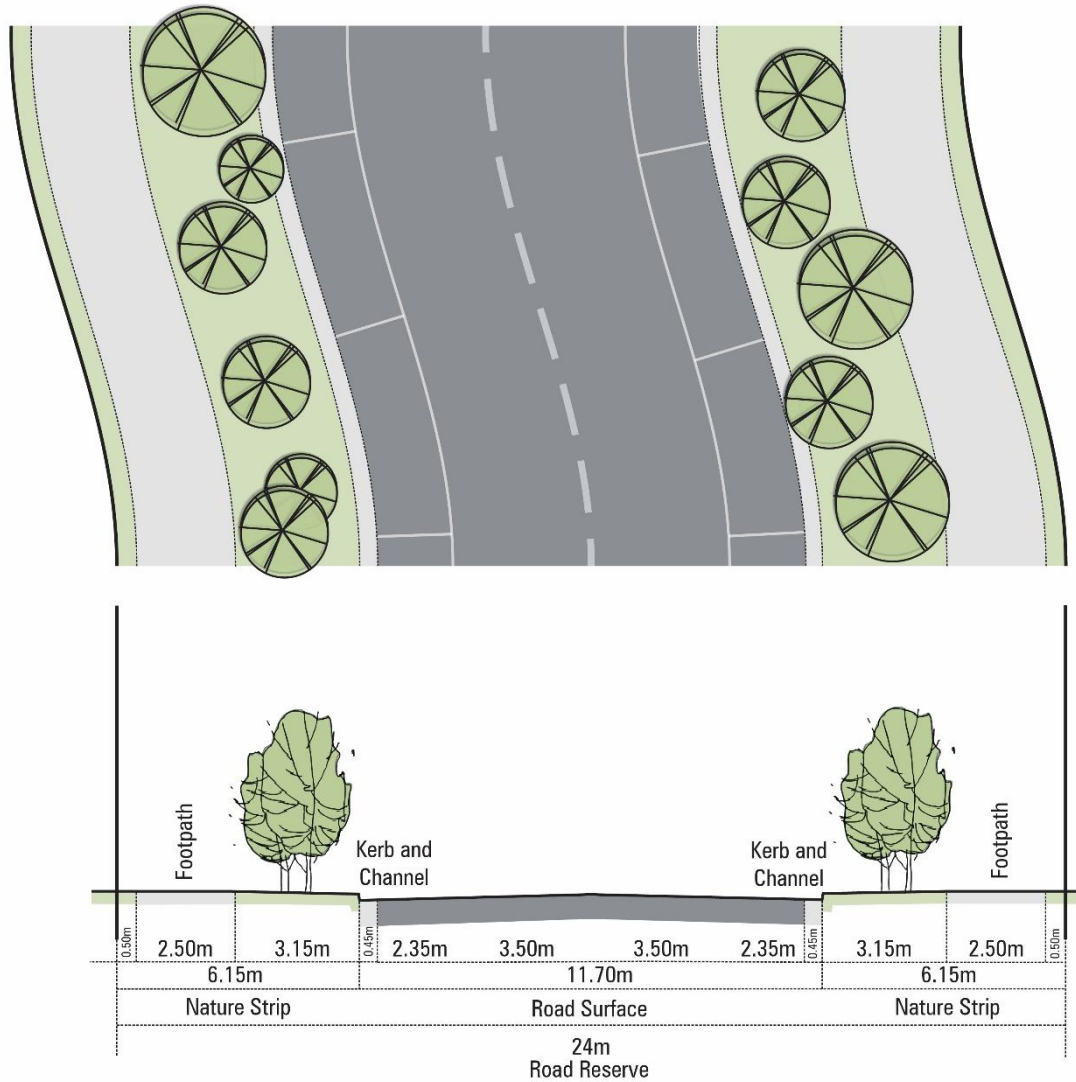 Footpath
Kerb and
Channel
Kerb and
Channel
Footpath
0.50m 2.50m 3.15m 0.45m 2.35m 3.50m 3.50m 2.35m 0.45m 3.15m 2.50m 0.50m
6.15m 11.70m 6.15m
Nature Strip Road Surface Nature Strip
24m
Road Reserve